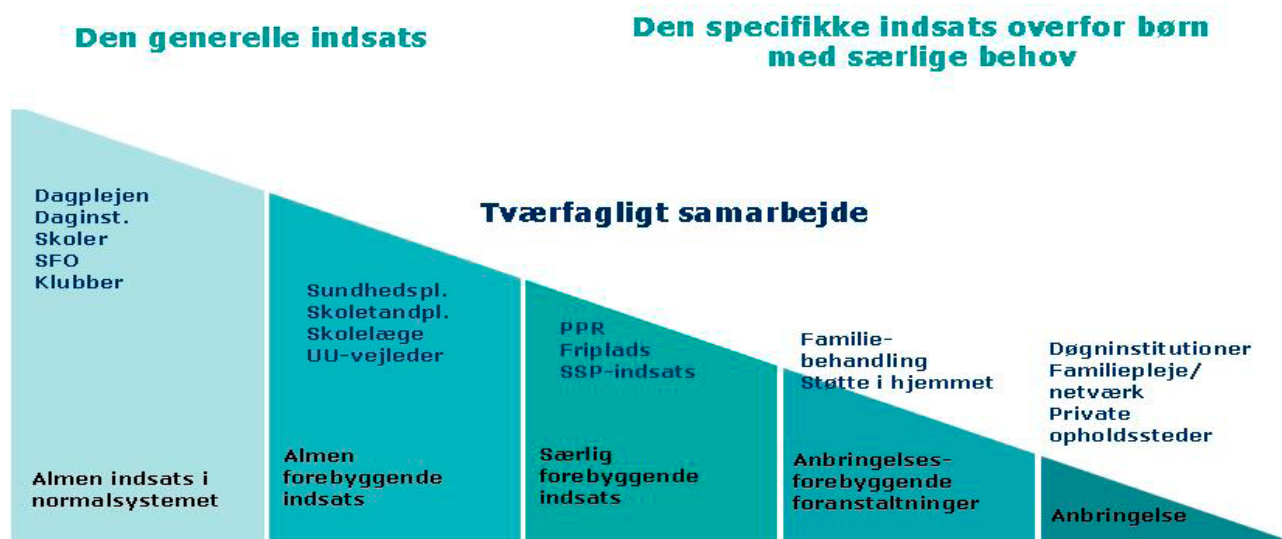 Den generelle indsats
Den specifikke indsats overfor børn
med særlige behov
Tværfagligt samarbejde
Dagplejen
Daginst.
Skoler
SFO
Klubber
Almen indsats i
normalsystemet
Sundhedspl.
Skoletandpl.
Skolelæge
UU-vejleder
Almen
forebyggende
indsats
PPR
Friplads
SSP-indsats
Særlig
forebyggende
indsats
Familie-
behandling
Støtte i hjemmet
Anbringelses-
forebyggende
foranstaltninger
Døgninstitutioner
Familiepleje/
netværk
Private
opholdssteder
Anbringelse